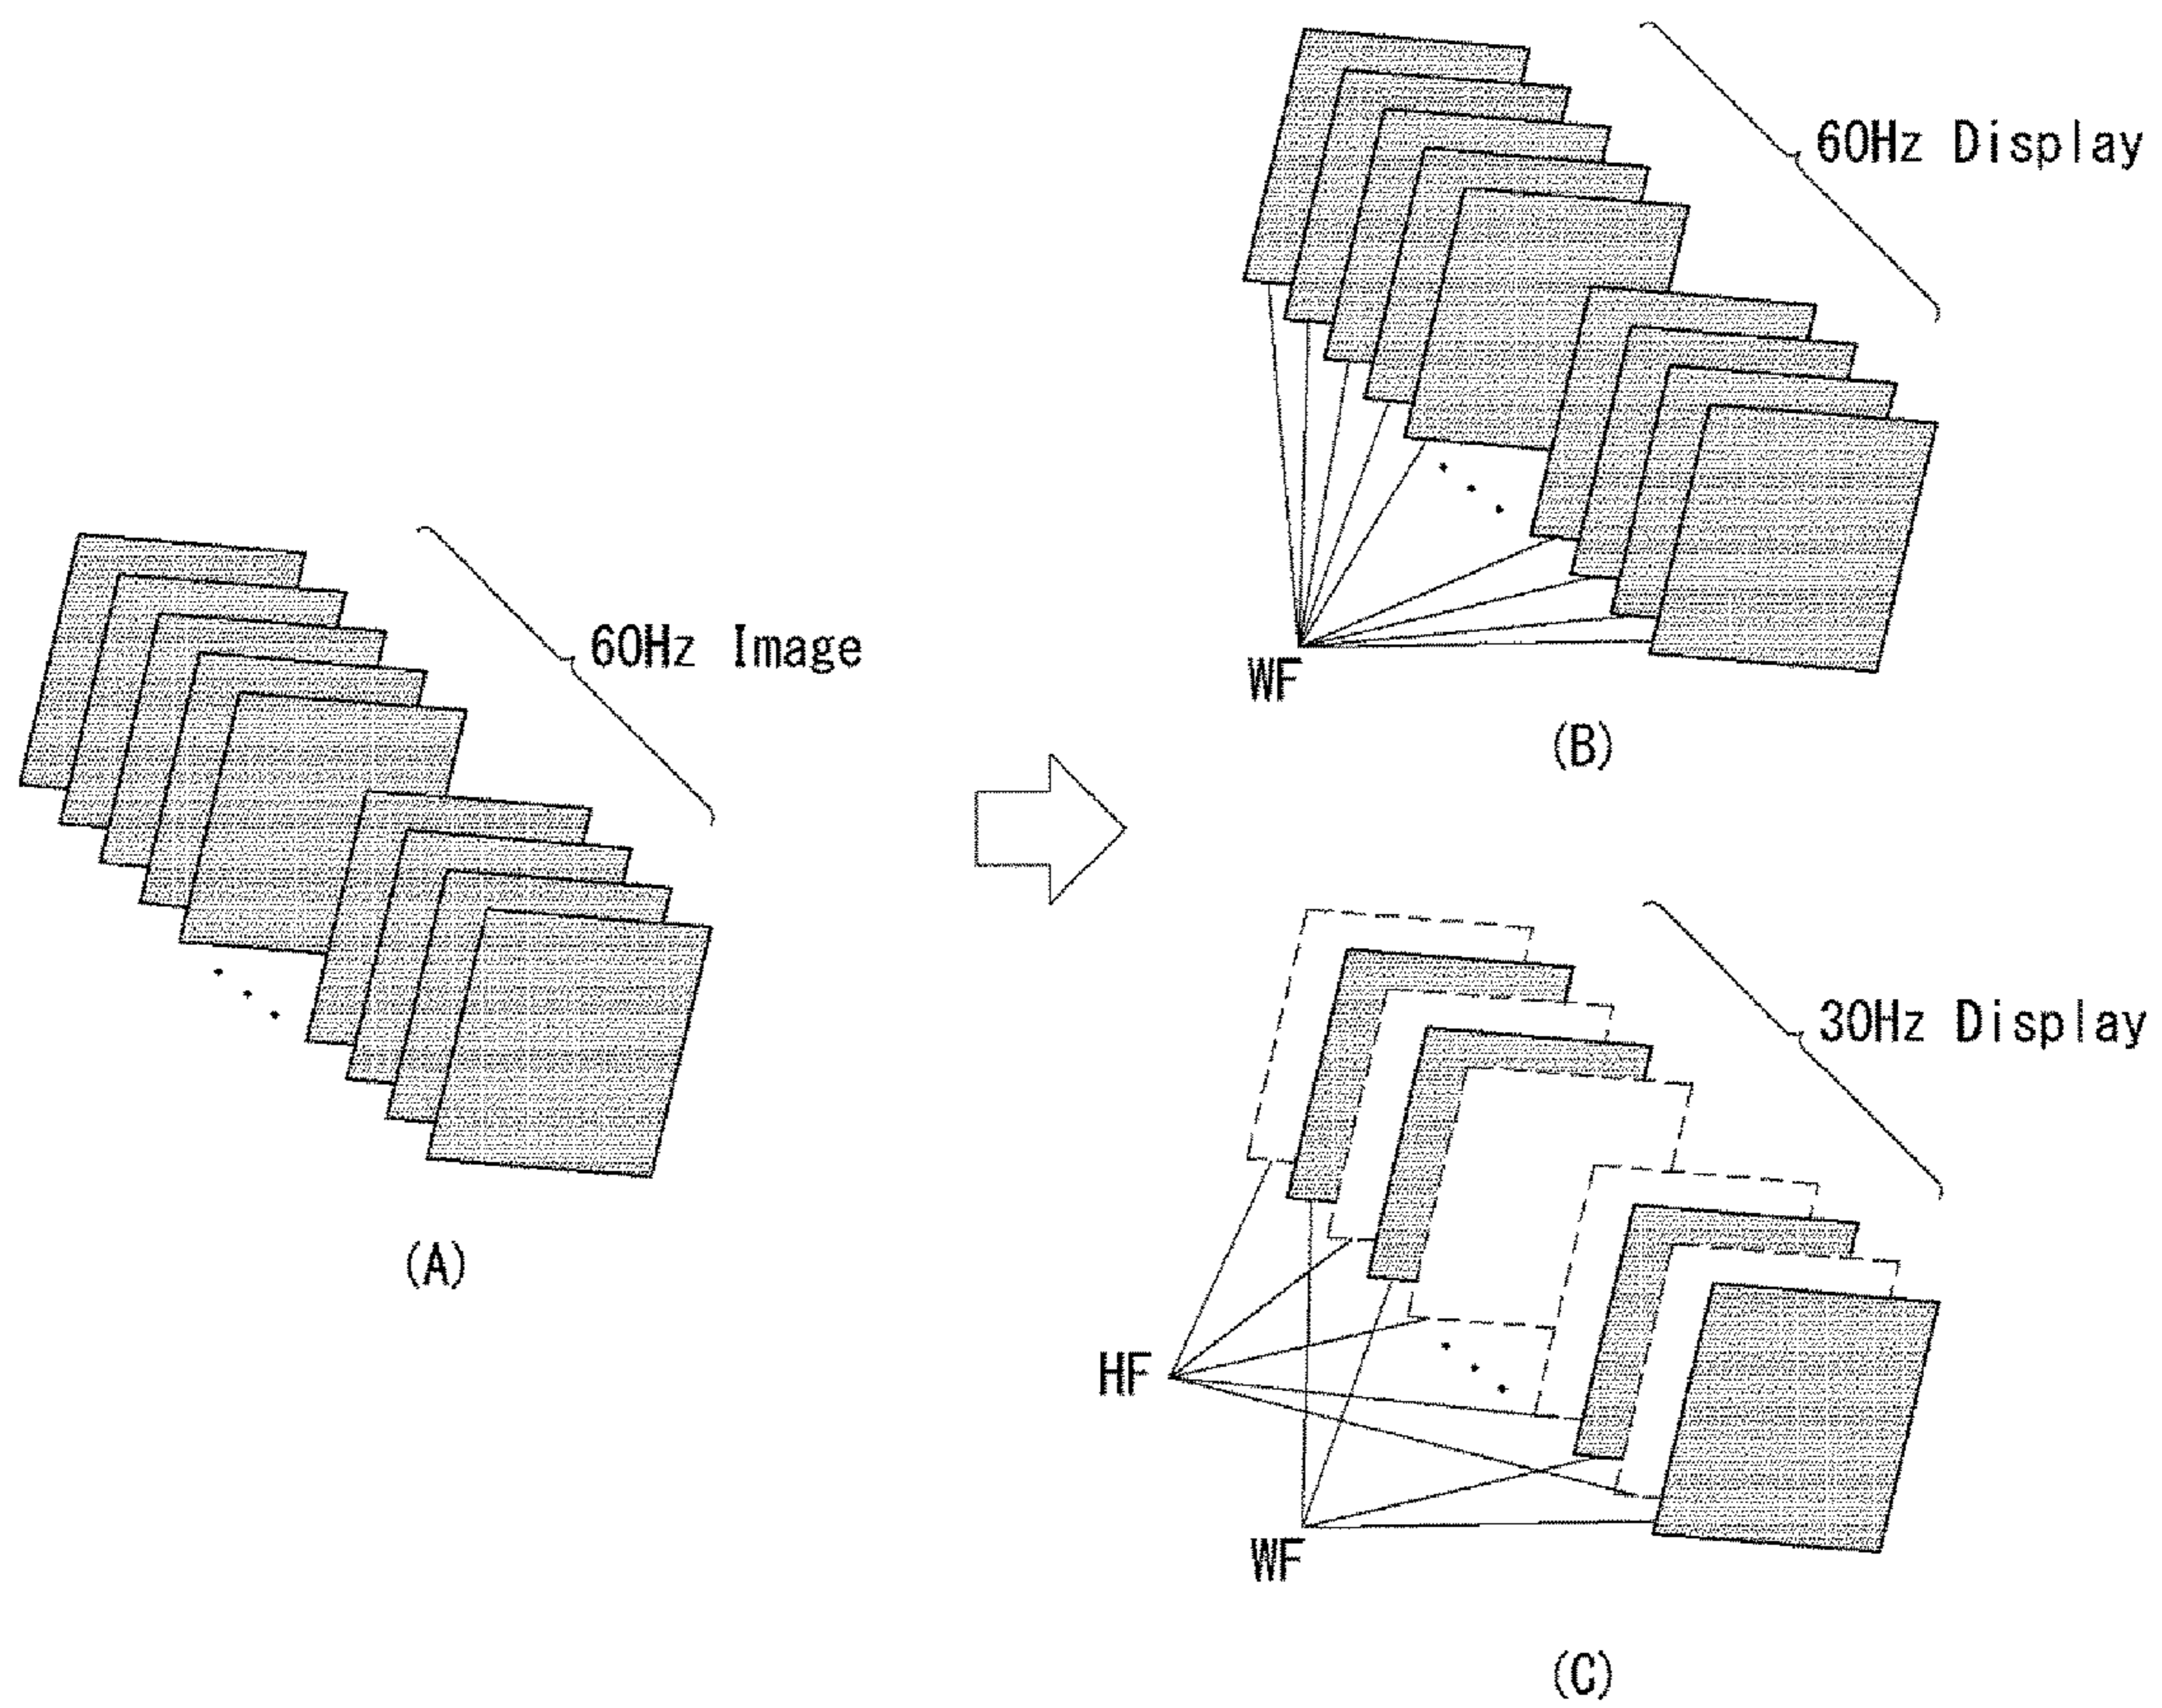 60Hz Display
60Hz Image
WF
(B)
30Hz Display
(A)
HF
WF
(C)